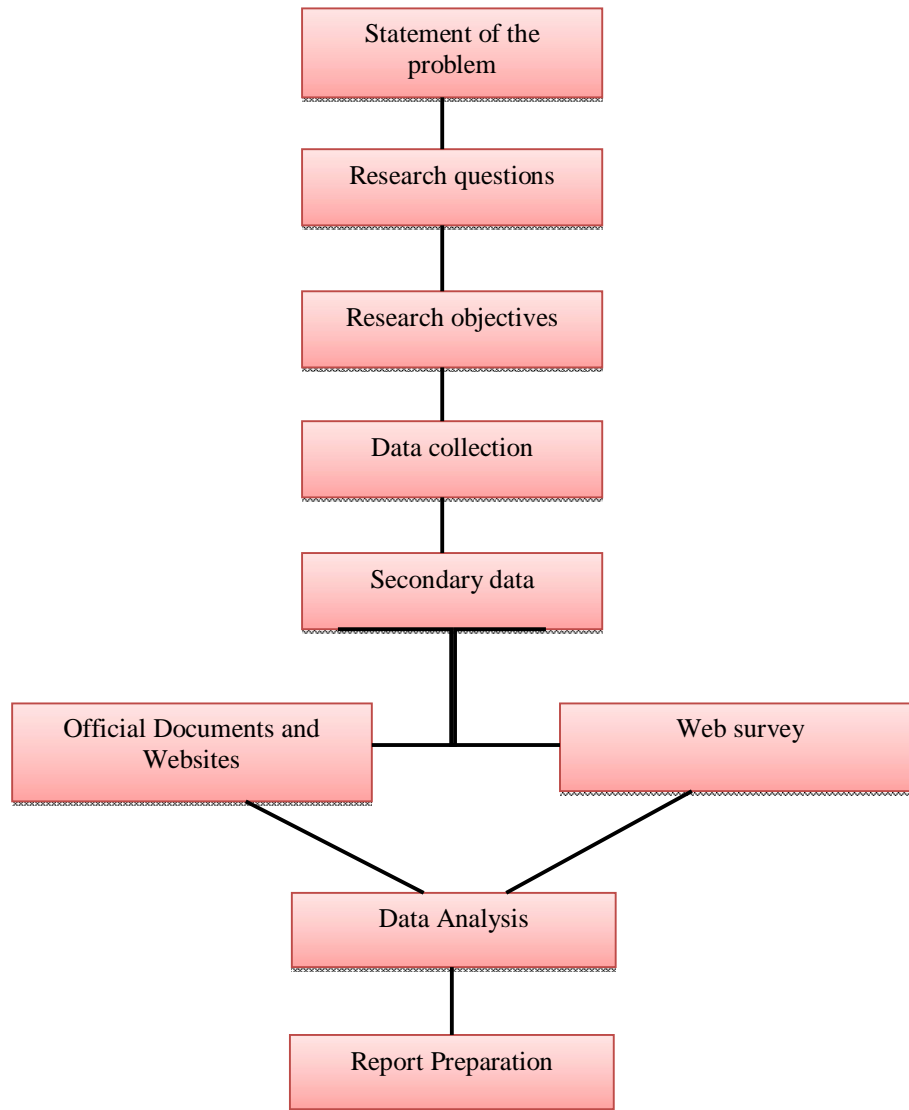 Statement of the
problem
Research questions
Research objectives
Data collection
Secondary data
Official Documents and
Websites
Web survey
Data Analysis
Report Preparation